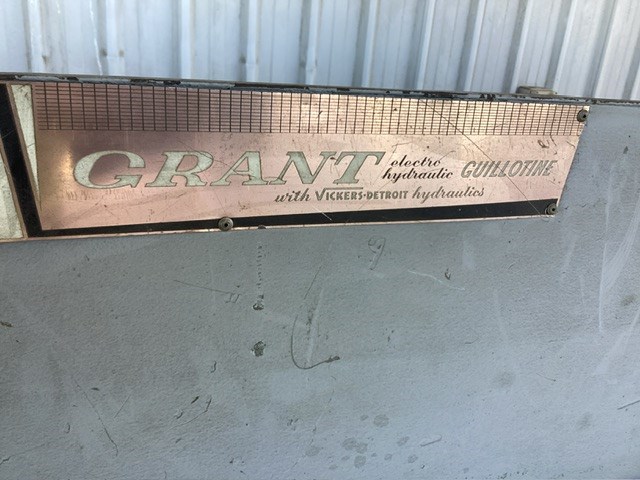 GRANT electro hydraulic GUILLOTINE
with VICKERS-DETROIT hydraulics